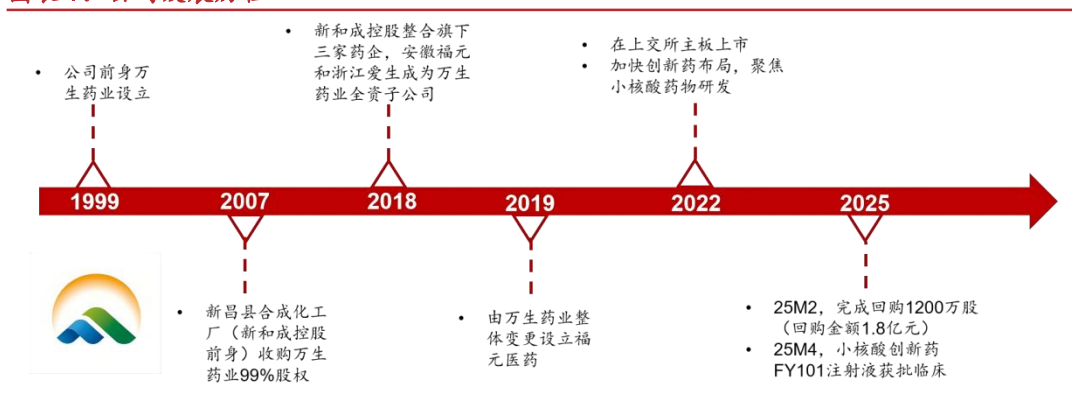 • 公司前身万
生药业设立
• 新和成控股整合旗下
三家药企，安徽福元
和浙江爱生成为万生
药业全资子公司
• 在上交所主板上市
• 加快创新药布局，聚焦
小核酸药物研发
1999
2007
2018
2019
2022
2025
• 新昌县合成化工
厂（新和成控股
前身）收购万生
药业99%股权
• 由万生药业整
体变更设立福
元医药
• 25M2，完成回购1200万股
（回购金额1.8亿元）
• 25M4，小核酸创新药
FY101注射液获批临床